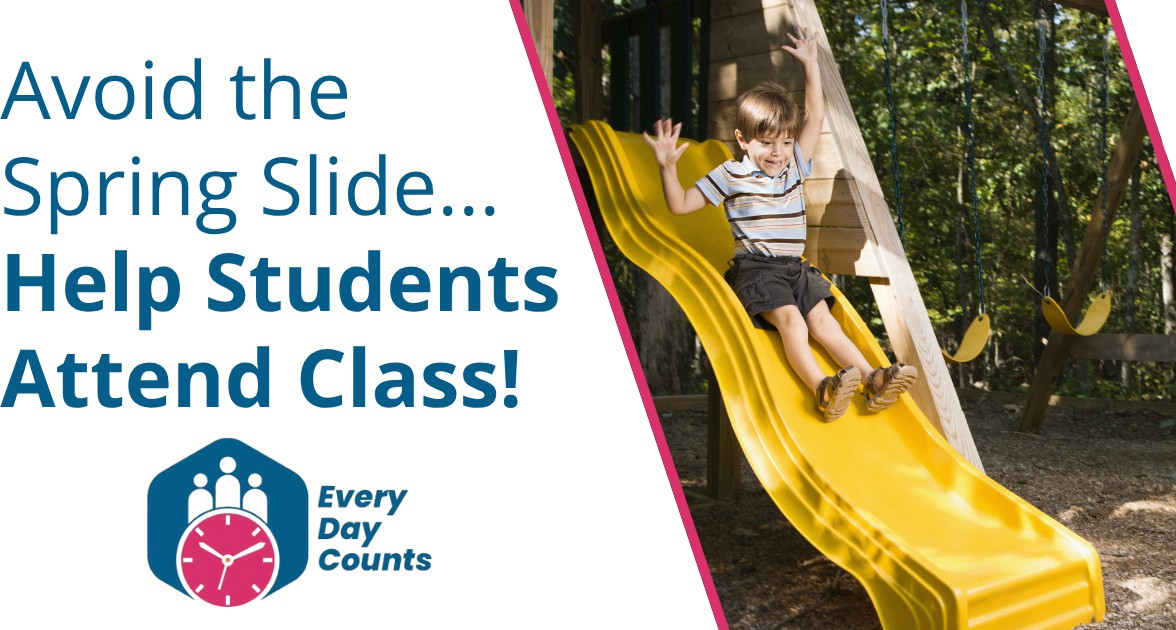 Avoid the
Spring Slide...
Help Students
Attend Class!
Every
Day
Counts